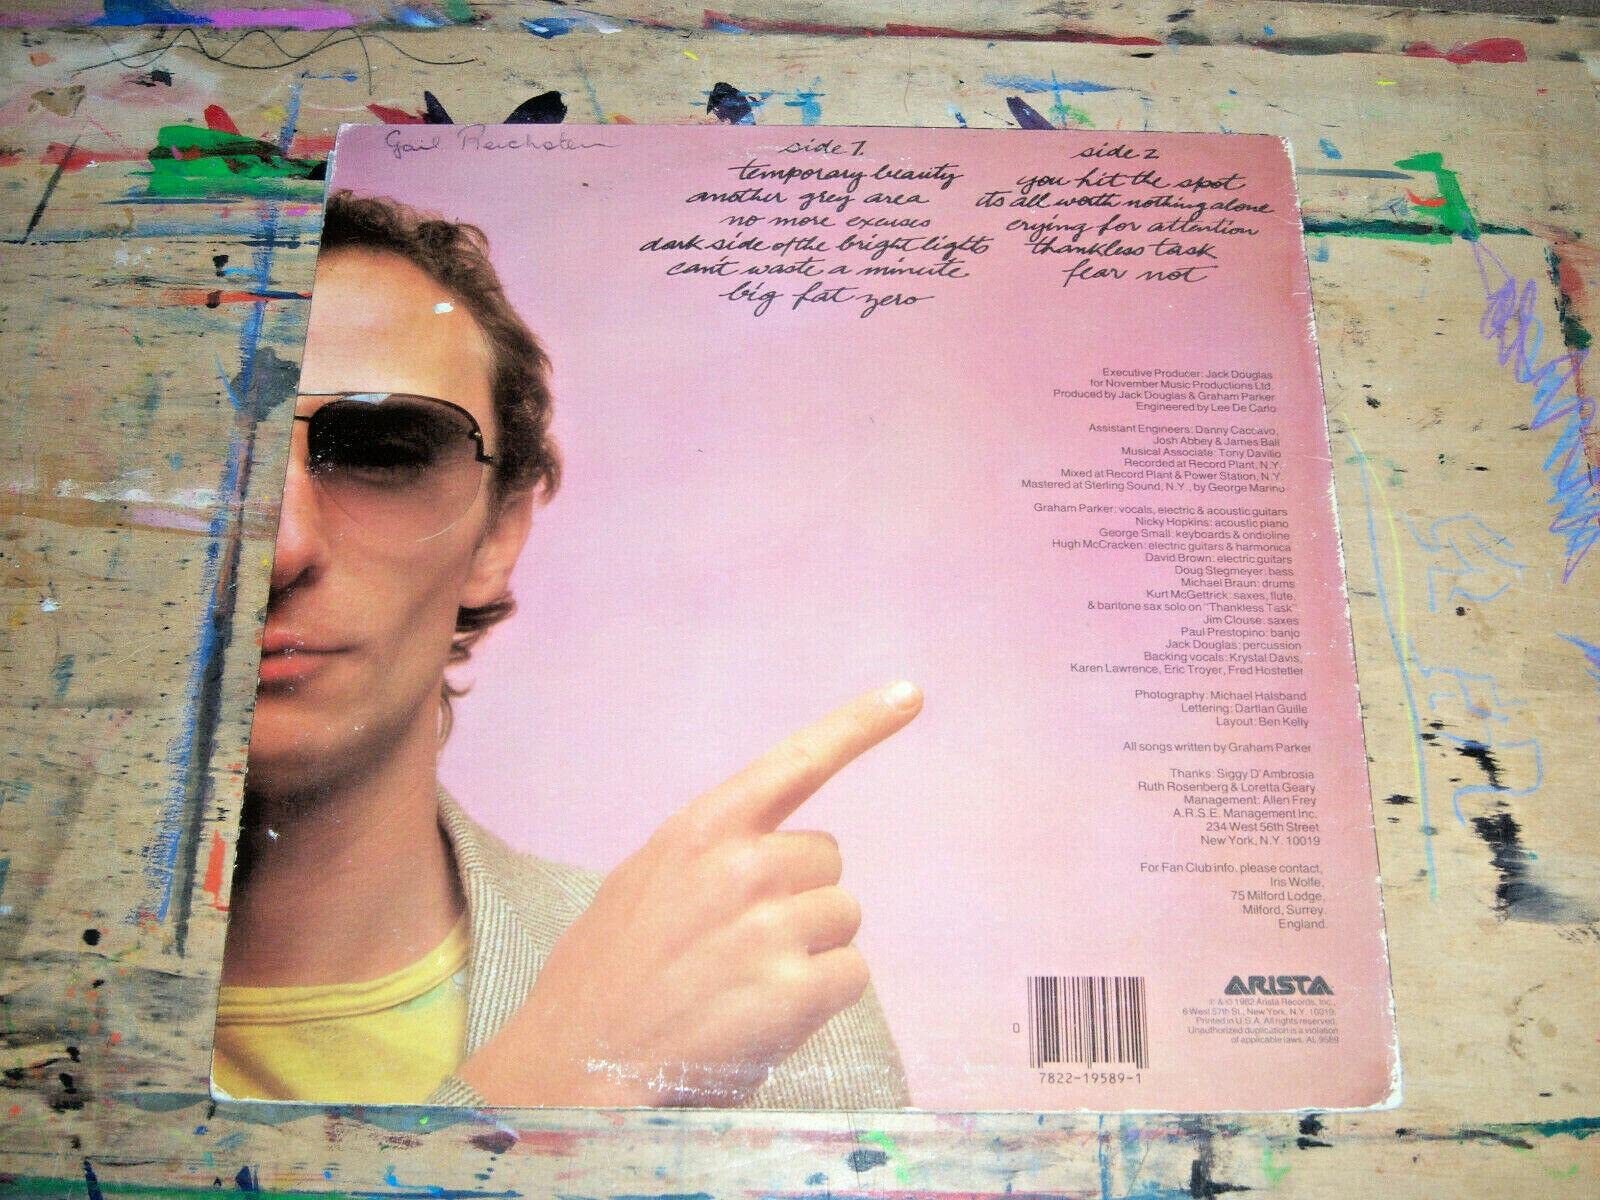 Gail Reichstein
side 1.
temporary beauty
another grey area
no more excuses
dark side of the bright lights
can't waste a minute
big fat zero
side 2
you hit the spot
its all worth nothing alone
crying for attention
thankless task
fear not
Executive Producer: Jack Douglas
for November Music Productions Ltd.
Produced by Jack Douglas & Graham Parker
Engineered by Lee De Carlo
Assistant Engineers: Danny Caccavo,
Josh Abbey & James Ball
Musical Associate: Tony Davilio
Recorded at Record Plant, N.Y.
Mixed at Record Plant & Power Station, N.Y.
Mastered at Sterling Sound, N.Y., by George Marino
Graham Parker: vocals, electric & acoustic guitars
Nicky Hopkins: acoustic piano
George Small: keyboards & ondioline
Hugh McCracken: electric guitars & harmonica
David Brown: electric guitars
Doug Stegmeyer: bass
Michael Braun: drums
Kurt McGettrick: saxes, flute,
& baritone sax solo on "Thankless Task"
Jim Clouse: saxes
Paul Prestopino: banjo
Jack Douglas: percussion
Backing vocals: Krystal Davis,
Karen Lawrence, Eric Troyer, Fred Hostetler
Photography: Michael Halsband
Lettering: Dartlan Guille
Layout: Ben Kelly
All songs written by Graham Parker
Thanks: Siggy D'Ambrosia
Ruth Rosenberg & Loretta Geary
Management: Allen Frey
A.R.S.E. Management Inc.
234 West 56th Street
New York, N.Y. 10019
For Fan Club info. please contact,
Iris Wolfe,
75 Milford Lodge,
Milford, Surrey.
England.
ARISTA
℗ & © 1982 Arista Records, Inc.,
6 West 57th St., New York, N.Y. 10019.
Printed in U.S.A. All rights reserved.
Unauthorized duplication is a violation
of applicable laws. AL 9589
0
7822-19589-1